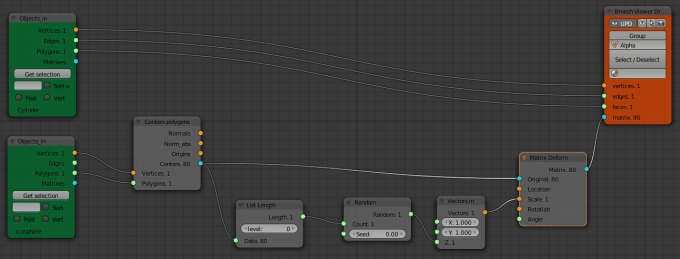 Objects_in
Vertices. 1
Edges. 1
Polygons. 1
Matrixes
Get selection
Sort o
Post
Vert
Cylinder
Objects_in
Vertices. 1
Edges
Polygons. 1
Matrixes
Get selection
Sort
Post
Vert
Icosphere
Centers polygons
Normals
Norm_abs
Origins
Centers. 80
Vertices. 1
Polygons. 1
List Length
Length. 1
level: 0
Data. 80
Random
Random. 1
Count. 1
Seed: 0.00
Vectors in
Vectors. 1
X: 1.000
Y: 1.000
Z. 1
Matrix Deform
Matrix. 80
Original. 80
Location
Scale. 1
Rotation
Angle
Bmesh Viewer Dr...
UPD
Group
Alpha
Select / Deselect
vertices. 1
edges. 1
faces. 1
matrix. 80